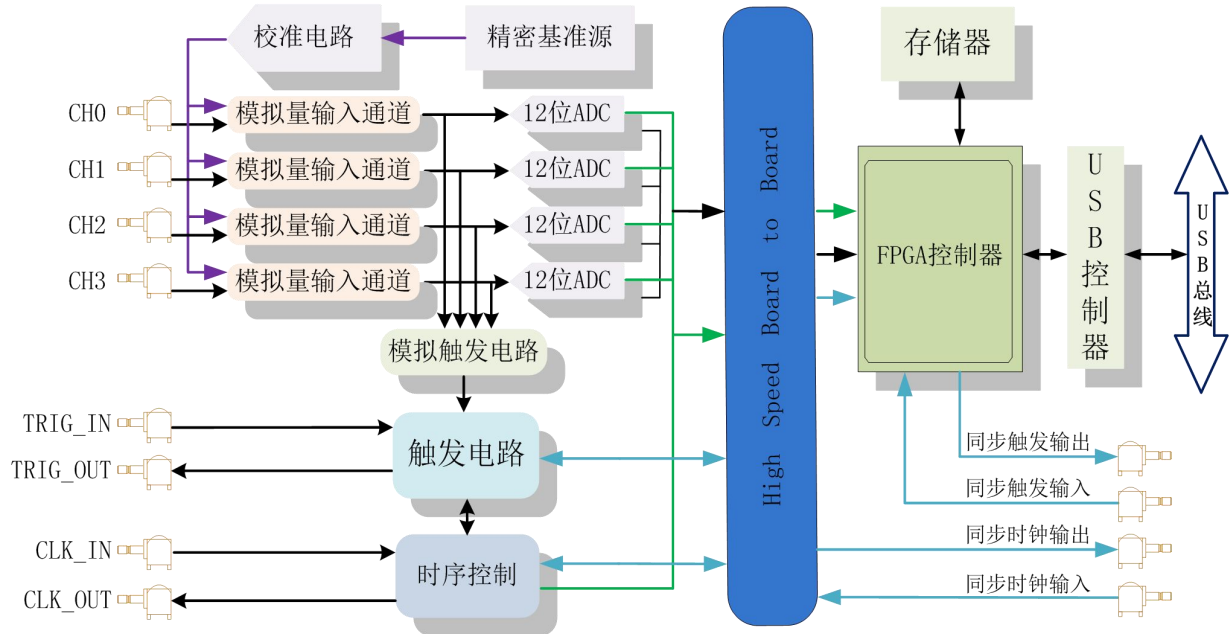 校准电路
精密基准源
存储器
CH0
模拟量输入通道
12位ADC
CH1
模拟量输入通道
12位ADC
CH2
模拟量输入通道
12位ADC
CH3
模拟量输入通道
12位ADC
模拟触发电路
TRIG_IN
TRIG_OUT
触发电路
CLK_IN
CLK_OUT
时序控制
High Speed Board to Board
FPGA控制器
USB控制器
USB总线
同步触发输出
同步触发输入
同步时钟输出
同步时钟输入